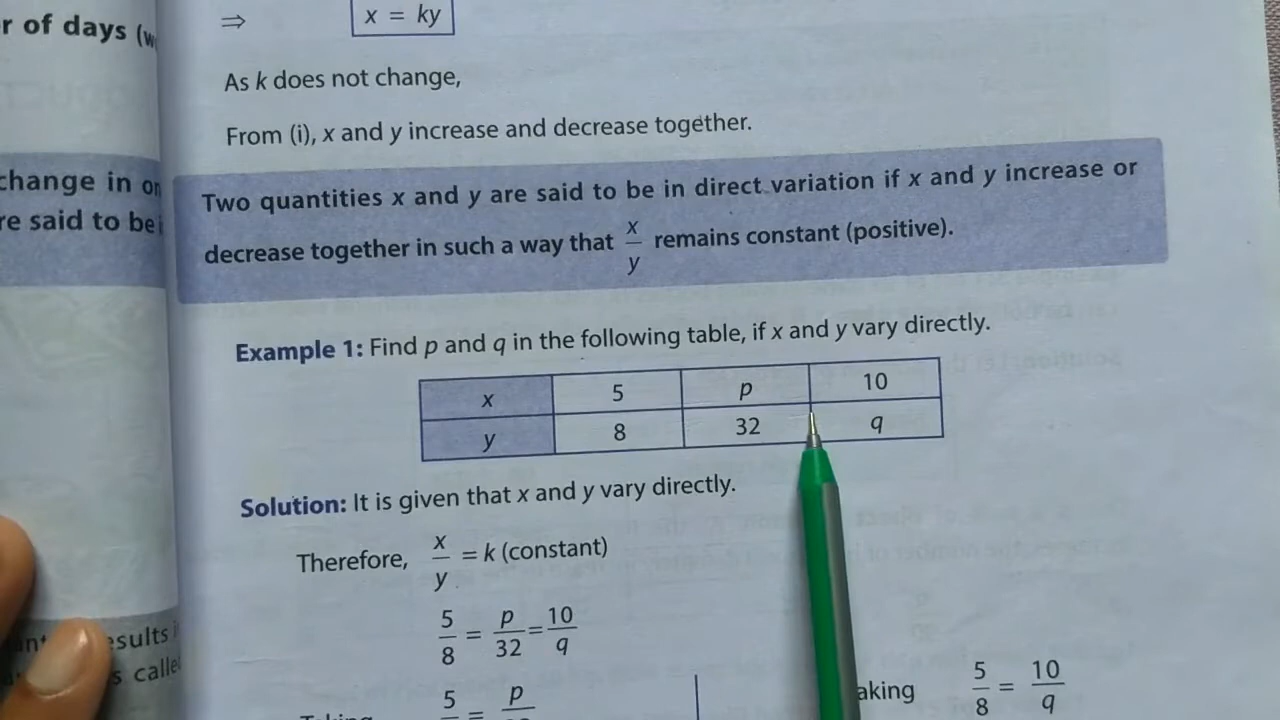 r of days
⇒ x = ky
As k does not change,
From (i), x and y increase and decrease together.
change in on
re said to be i
Two quantities x and y are said to be in direct variation if x and y increase or
decrease together in such a way that x/y remains constant (positive).
Example 1: Find p and q in the following table, if x and y vary directly.
x 5 p 10
y 8 32 q
Solution: It is given that x and y vary directly.
Therefore, x/y = k (constant)
5/8 = p/32 = 10/q
esults
s called
5 = p
aking 5/8 = 10/q